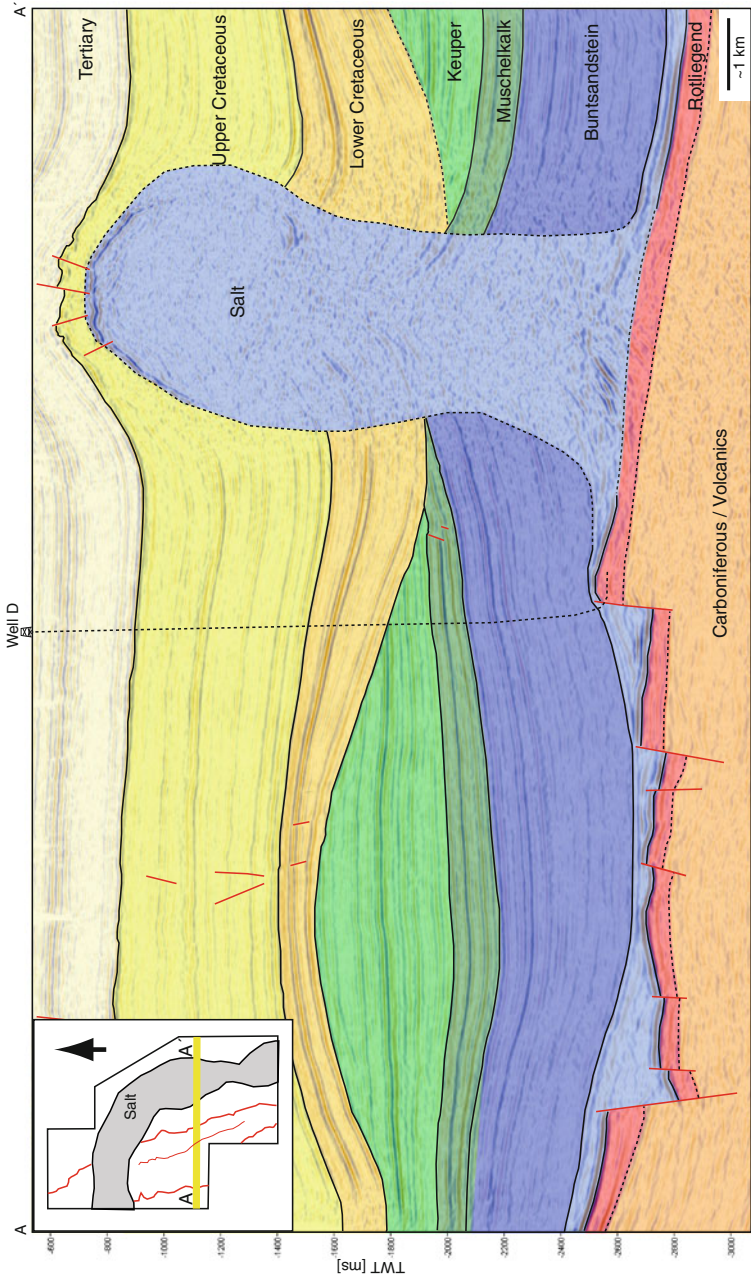 A
A´
Well D
Tertiary
Upper Cretaceous
Lower Cretaceous
Keuper
Muschelkalk
Buntsandstein
Rotliegend
~1 km
Salt
Carboniferous / Volcanics
Salt
A
A´
-600
-800
-1000
-1200
-1400
-1600
-1800
-2000
-2200
-2400
-2600
-2800
-3000
TWT [ms]